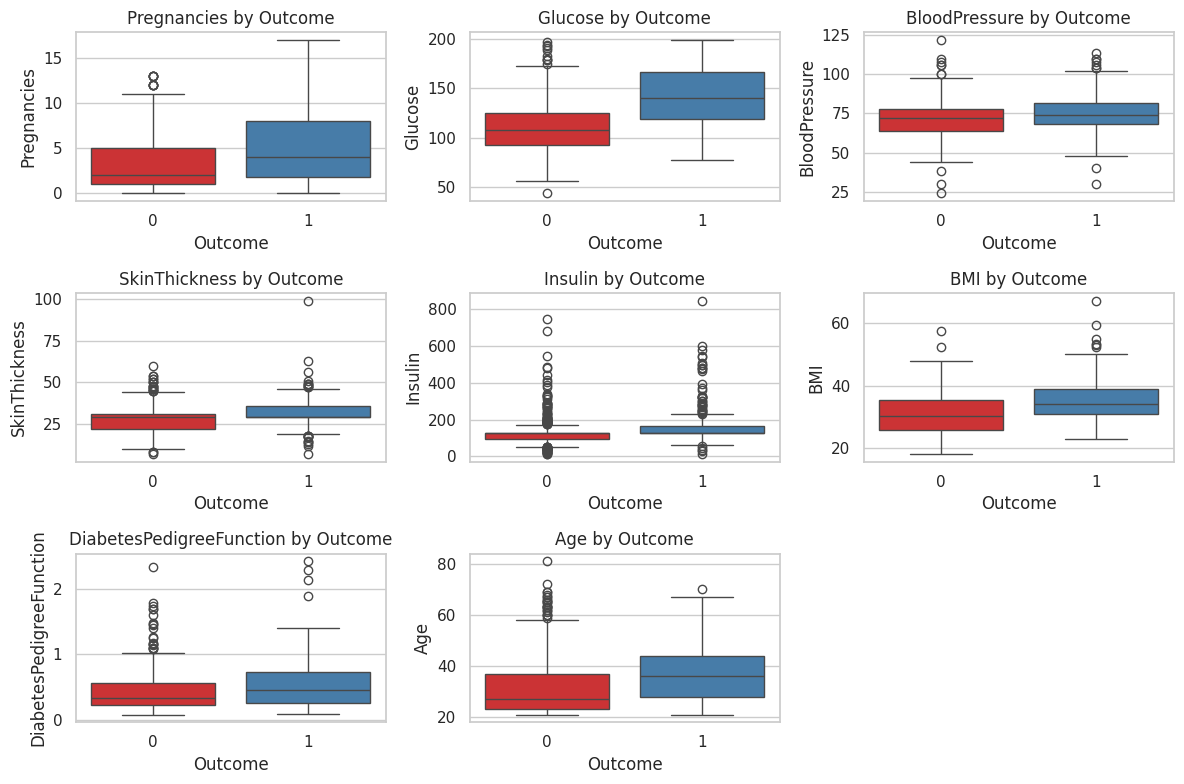 Pregnancies by Outcome
Pregnancies
15
10
5
0
0 1
Outcome
Glucose by Outcome
Glucose
200
150
100
50
0 1
Outcome
BloodPressure by Outcome
BloodPressure
125
100
75
50
25
0 1
Outcome
SkinThickness by Outcome
SkinThickness
100
75
50
25
0 1
Outcome
Insulin by Outcome
Insulin
800
600
400
200
0
0 1
Outcome
BMI by Outcome
BMI
60
40
20
0 1
Outcome
DiabetesPedigreeFunction by Outcome
DiabetesPedigreeFunction
2
1
0
0 1
Outcome
Age by Outcome
Age
80
60
40
20
0 1
Outcome